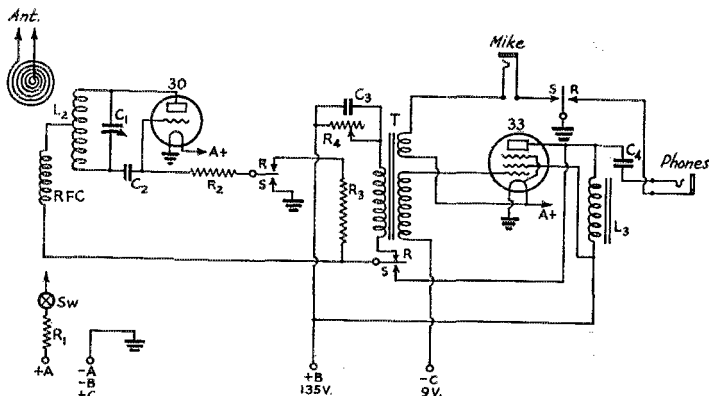 Ant.
Mike
30
C3
S R
L2
C1
T
33
R4
C4
A+
Phones
R
C2
R2
S
R3
RFC
A+
L3
R
S
Sw
R1
+A
-A
-B
+C
+B
135V.
-C
9V.